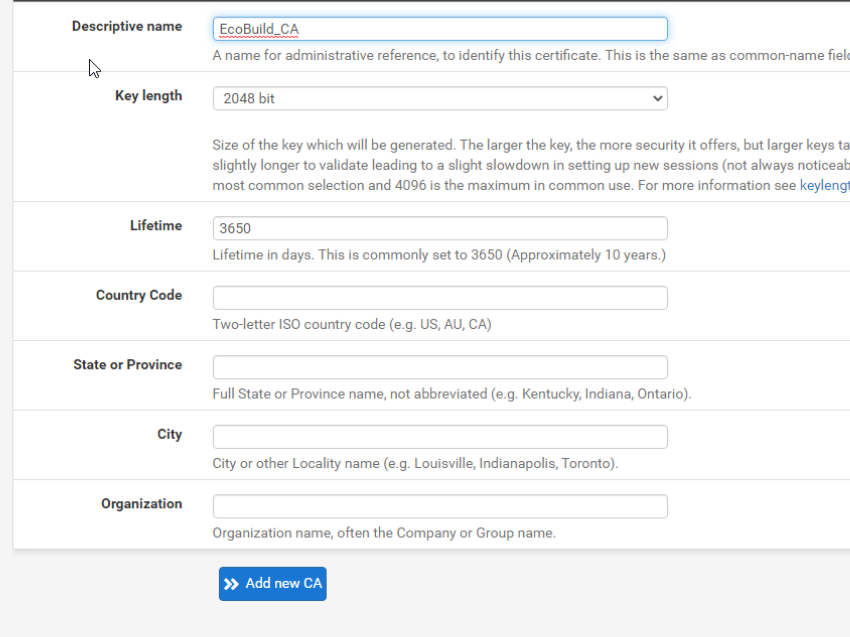 Descriptive name
EcoBuild_CA
A name for administrative reference, to identify this certificate. This is the same as common-name
Key length
2048 bit
Size of the key which will be generated. The larger the key, the more security it offers, but larger keys
slightly longer to validate leading to a slight slowdown in setting up new sessions (not always
most common selection and 4096 is the maximum in common use. For more information see
Lifetime
3650
Lifetime in days. This is commonly set to 3650 (Approximately 10 years.)
Country Code
Two-letter ISO country code (e.g. US, AU, CA)
State or Province
Full State or Province name, not abbreviated (e.g. Kentucky, Indiana, Ontario).
City
City or other Locality name (e.g. Louisville, Indianapolis, Toronto).
Organization
Organization name, often the Company or Group name.
Add new CA